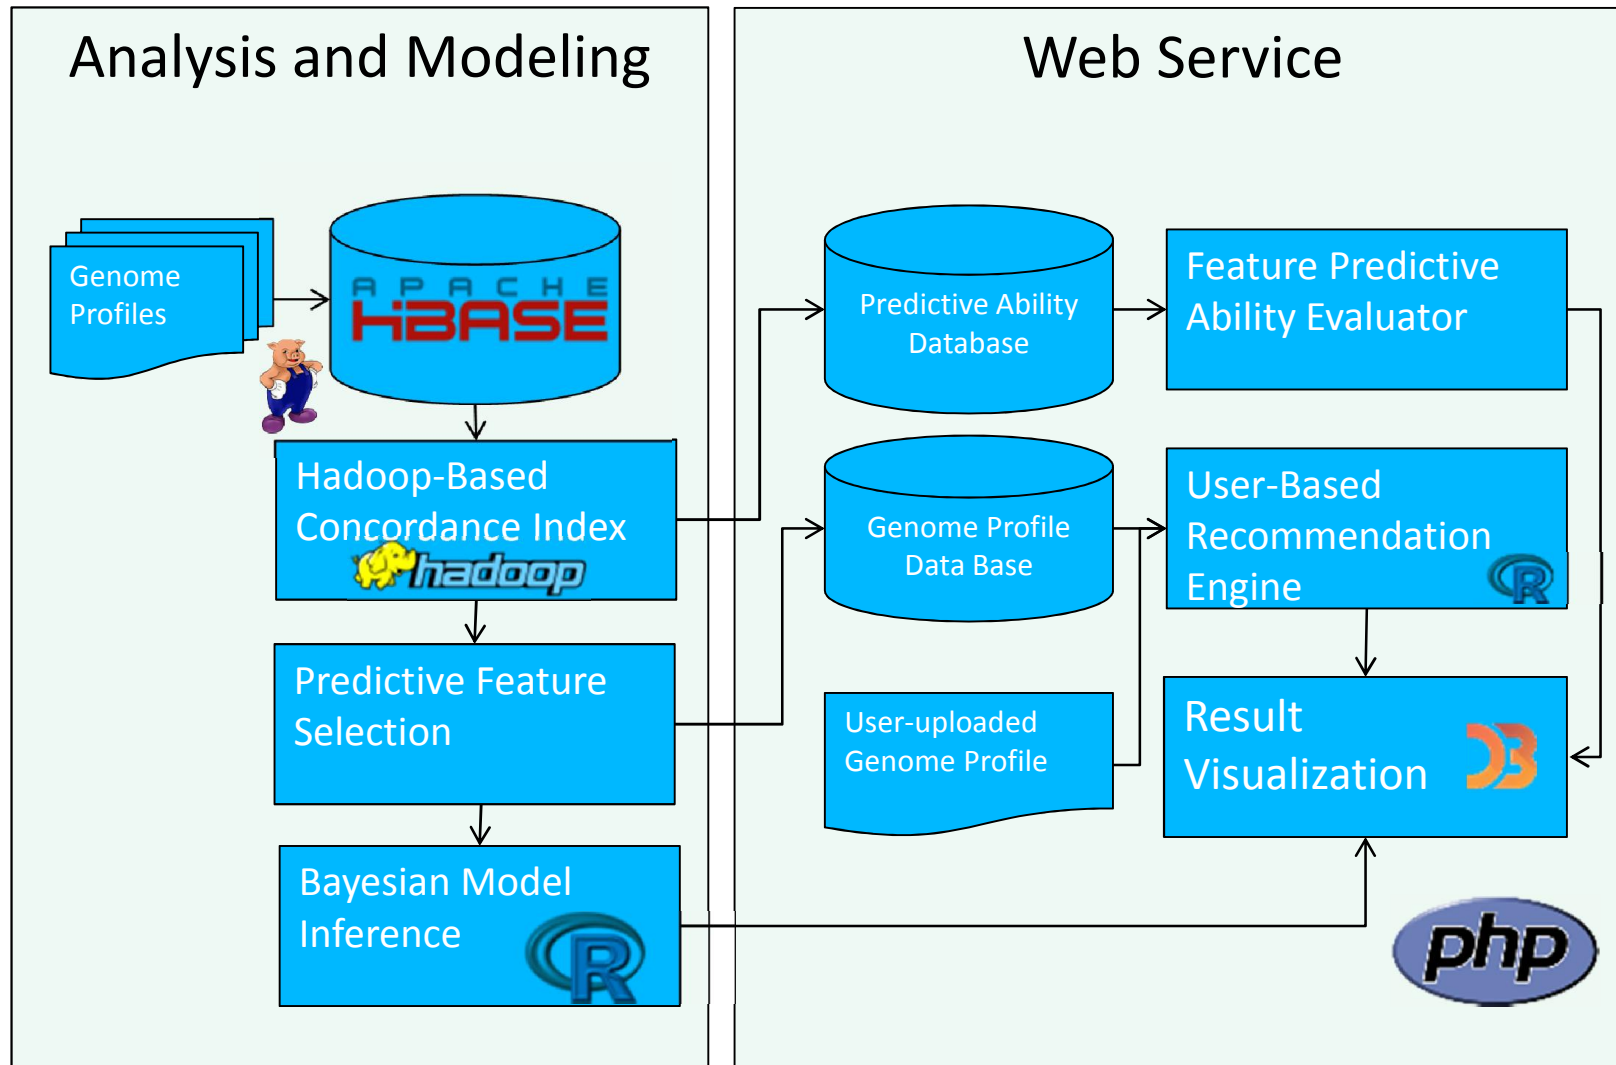 Analysis and Modeling
Genome
Profiles
APACHE
HBASE
Hadoop-Based
Concordance Index
hadoop
Predictive Feature
Selection
Bayesian Model
Inference
R
Web Service
Predictive Ability
Database
Feature Predictive
Ability Evaluator
Genome Profile
Data Base
User-Based
Recommendation
Engine
R
User-uploaded
Genome Profile
Result
Visualization
D3
php